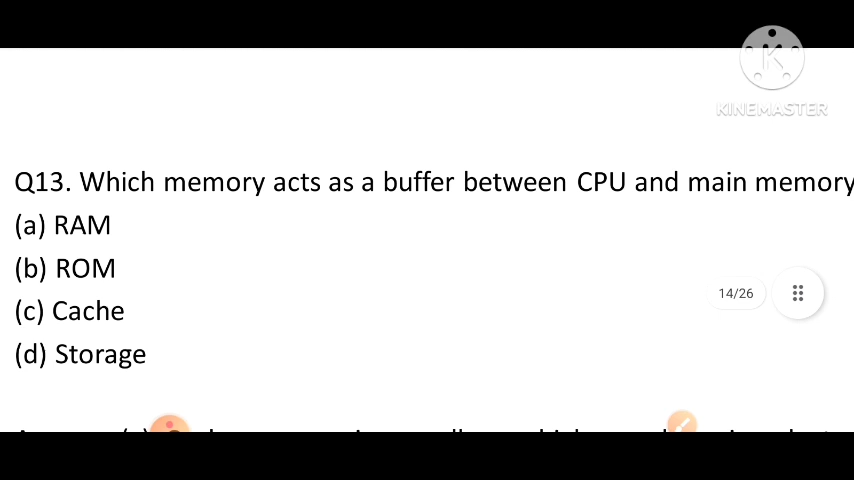 KINEMASTER
Q13. Which memory acts as a buffer between CPU and main memory
(a) RAM
(b) ROM
(c) Cache
(d) Storage
14/26